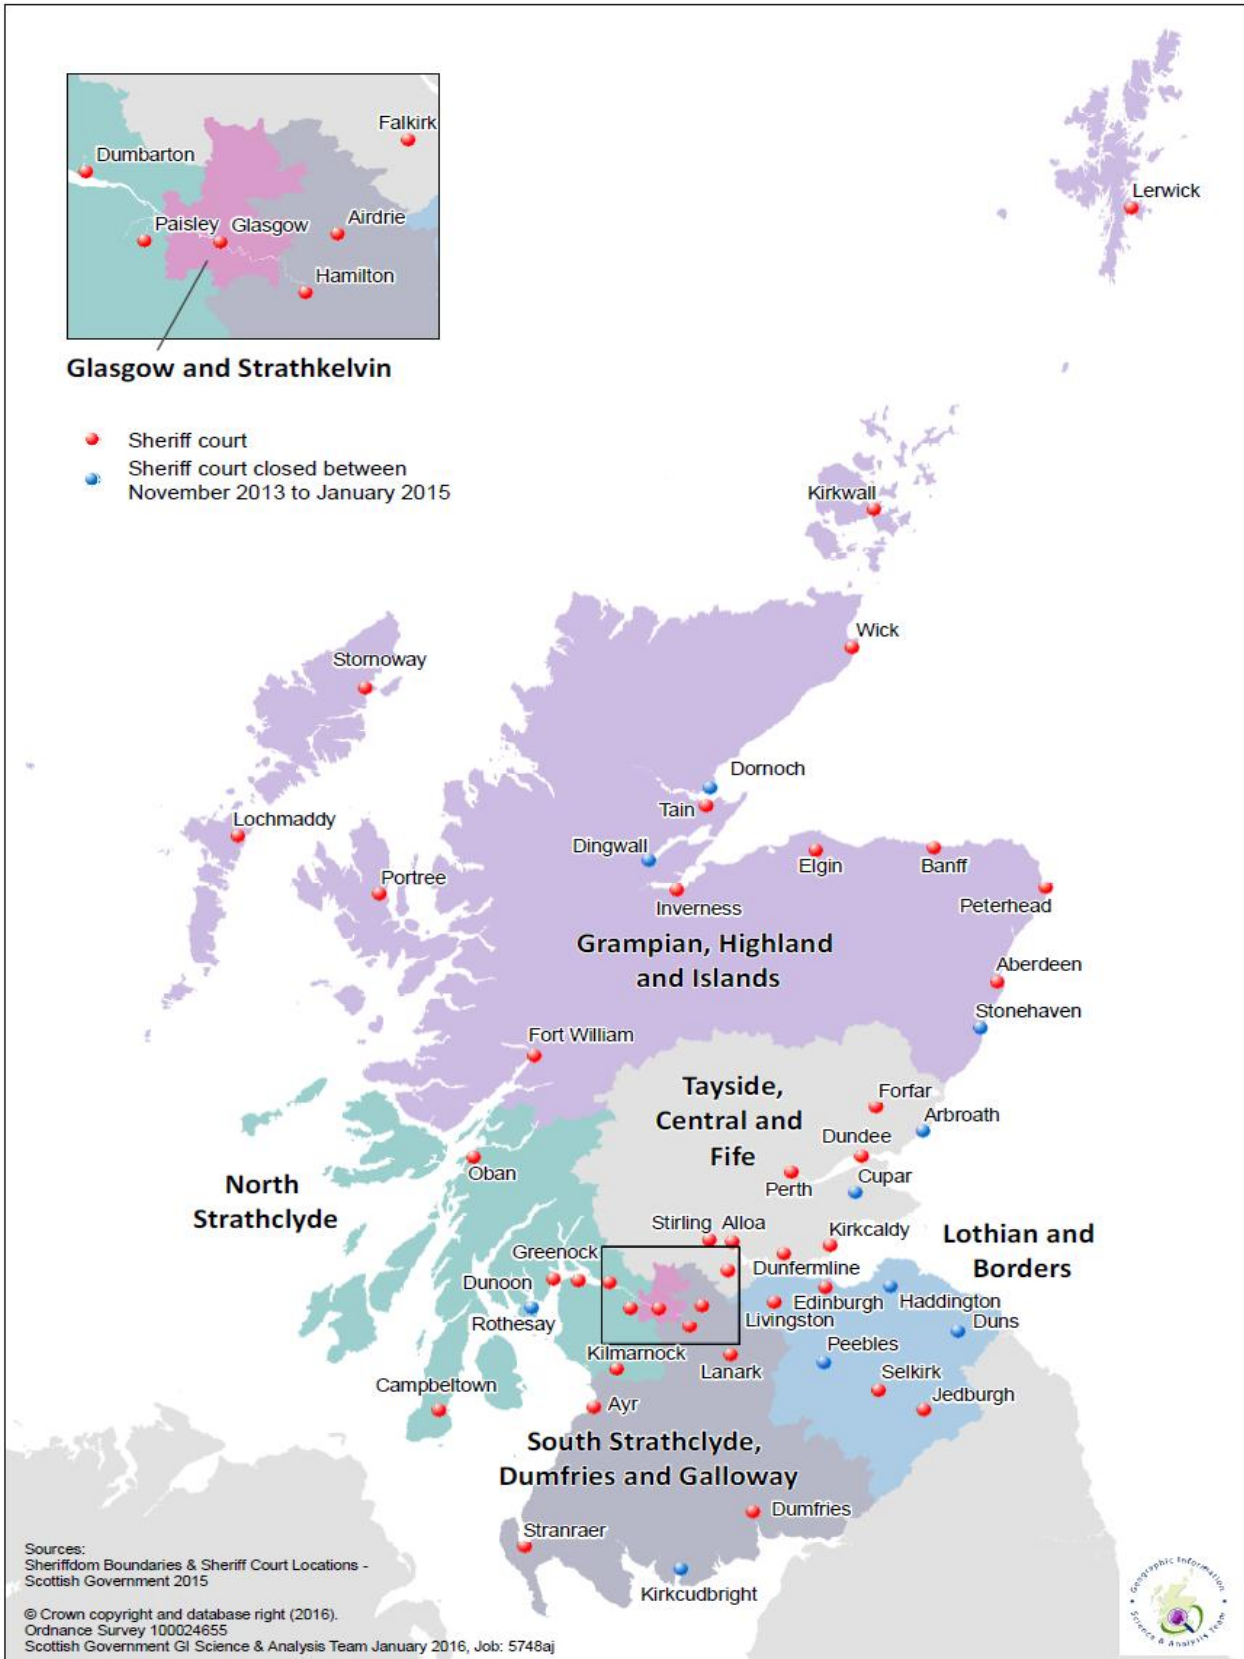 Falkirk
Dumbarton
Paisley
Glasgow
Airdrie
Hamilton
Glasgow and Strathkelvin
Sheriff court
Sheriff court closed between
November 2013 to January 2015
Lerwick
Kirkwall
Wick
Stornoway
Dornoch
Tain
Lochmaddy
Dingwall
Elgin
Banff
Portree
Inverness
Peterhead
Grampian, Highland
and Islands
Aberdeen
Stonehaven
Fort William
Tayside,
Central and
Fife
Forfar
Arbroath
Dundee
Oban
Perth
Cupar
North
Strathclyde
Stirling
Alloa
Kirkcaldy
Lothian and
Borders
Greenock
Dunoon
Dunfermline
Rothesay
Edinburgh
Haddington
Livingston
Duns
Kilmarnock
Peebles
Lanark
Selkirk
Campbeltown
Jedburgh
Ayr
South Strathclyde,
Dumfries and Galloway
Dumfries
Stranraer
Kirkcudbright
Sources:
Sheriffdom Boundaries & Sheriff Court Locations -
Scottish Government 2015
© Crown copyright and database right (2016).
Ordnance Survey 100024655
Scottish Government GI Science & Analysis Team January 2016, Job: 5748aj
Geographic Information
Science & Analysis Team